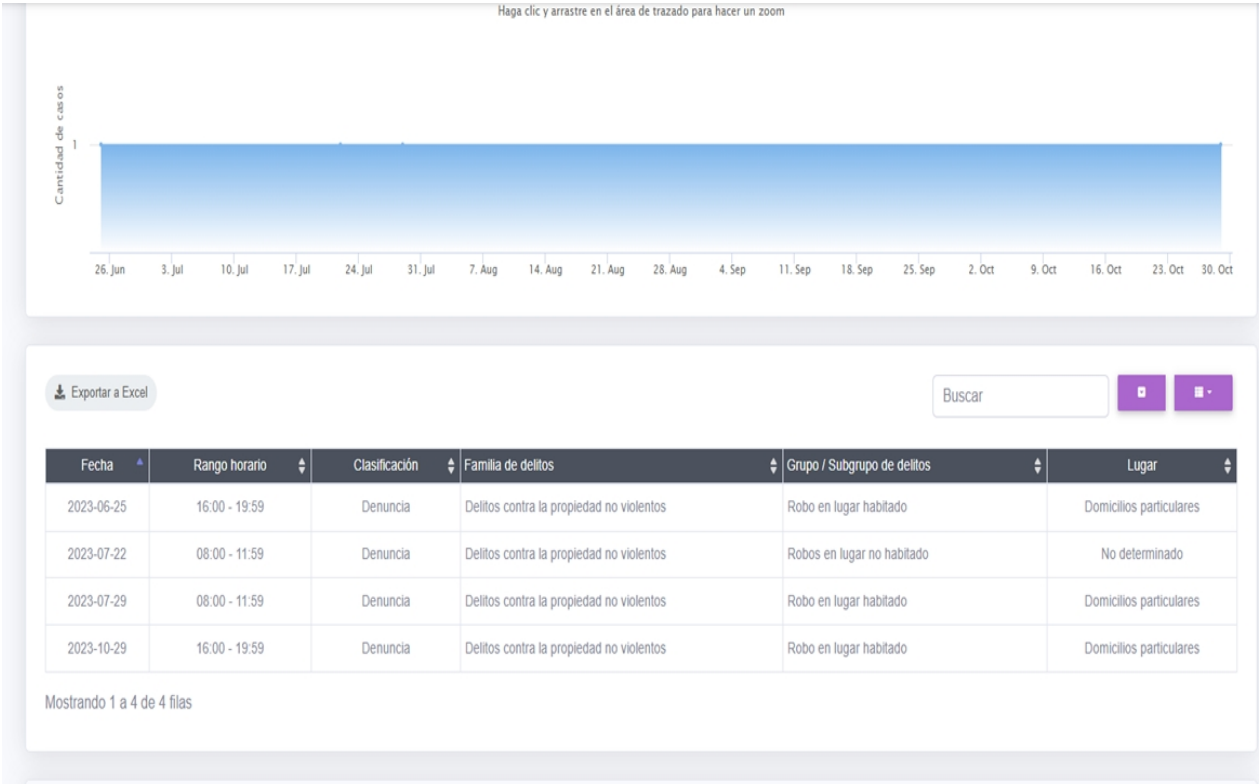 Haga clic y arrastre en el área de trazado para hacer un zoom
Cantidad de casos
1
26. Jun 3. Jul 10. Jul 17. Jul 24. Jul 31. Jul 7. Aug 14. Aug 21. Aug 28. Aug 4. Sep 11. Sep 18. Sep 25. Sep 2. Oct 9. Oct 16. Oct 23. Oct 30. Oct
Exportar a Excel
Buscar
Fecha Rango horario Clasificación Familia de delitos Grupo / Subgrupo de delitos Lugar
2023-06-25 16:00 - 19:59 Denuncia Delitos contra la propiedad no violentos Robo en lugar habitado Domicilios particulares
2023-07-22 08:00 - 11:59 Denuncia Delitos contra la propiedad no violentos Robos en lugar no habitado No determinado
2023-07-29 08:00 - 11:59 Denuncia Delitos contra la propiedad no violentos Robo en lugar habitado Domicilios particulares
2023-10-29 16:00 - 19:59 Denuncia Delitos contra la propiedad no violentos Robo en lugar habitado Domicilios particulares
Mostrando 1 a 4 de 4 filas